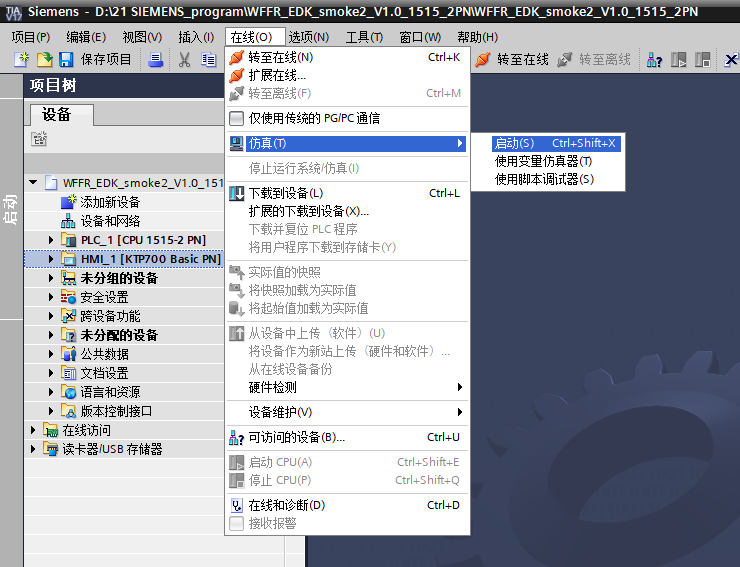 Siemens - D:\21 SIEMENS_program\WFFR_EDK_smoke2_V1.0_1515_2PN\WFFR_EDK_smoke2_V1.0_1515_2PN
项目(P) 编辑(E) 视图(V) 插入(I) 在线(O) 选项(N) 工具(T) 窗口(W) 帮助(H)
保存项目 转至在线 转至离线
项目树
设备
启动
WFFR_EDK_smoke2_V1.0_151
添加新设备
设备和网络
PLC_1 [CPU 1515-2 PN]
HMI_1 [KTP700 Basic PN]
未分组的设备
安全设置
跨设备功能
未分配的设备
公共数据
文档设置
语言和资源
版本控制接口
在线访问
读卡器/USB 存储器
转至在线(N) Ctrl+K
扩展在线...
转至离线(F) Ctrl+M
仅使用传统的 PG/PC 通信
仿真(T)
停止运行系统/仿真(I)
下载到设备(L) Ctrl+L
扩展的下载到设备(X)...
下载并复位 PLC 程序
将用户程序下载到存储卡(Y)
实际值的快照
将快照加载为实际值
将起始值加载为实际值
从设备中上传（软件）(U)
将设备作为新站上传（硬件和软件）...
从在线设备备份
硬件检测
设备维护(V)
可访问的设备(B)... Ctrl+U
启动 CPU(A) Ctrl+Shift+E
停止 CPU(P) Ctrl+Shift+Q
在线和诊断(D) Ctrl+D
接收报警
启动(S) Ctrl+Shift+X
使用变量仿真器(T)
使用脚本调试器(S)